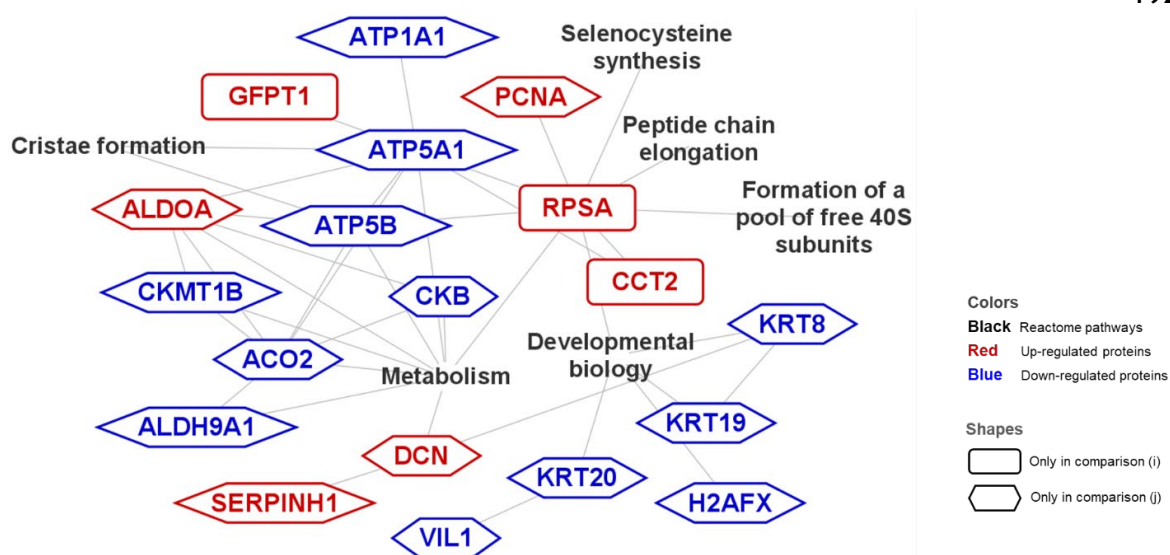 ATP1A1
Selenocysteine
synthesis
GFPT1
PCNA
Peptide chain
elongation
Cristae formation
ATP5A1
ALDOA
RPSA
Formation of a
pool of free 40S
subunits
ATP5B
CCT2
CKMT1B
CKB
KRT8
Developmental
biology
ACO2
Metabolism
ALDH9A1
KRT19
DCN
KRT20
SERPINH1
H2AFX
VIL1
Colors
Black Reactome pathways
Red Up-regulated proteins
Blue Down-regulated proteins
Shapes
Only in comparison (i)
Only in comparison (j)